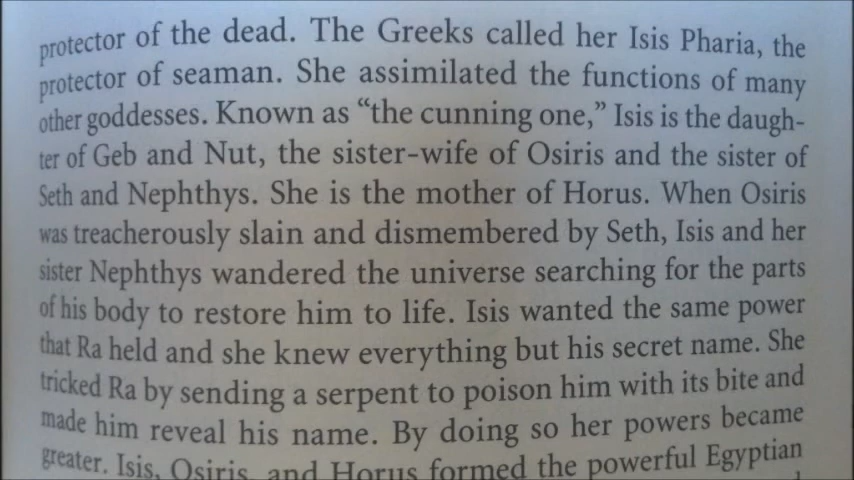 protector of the dead. The Greeks called her Isis Pharia, the
protector of seaman. She assimilated the functions of many
other goddesses. Known as “the cunning one,” Isis is the daugh-
ter of Geb and Nut, the sister-wife of Osiris and the sister of
Seth and Nephthys. She is the mother of Horus. When Osiris
was treacherously slain and dismembered by Seth, Isis and her
sister Nephthys wandered the universe searching for the parts
of his body to restore him to life. Isis wanted the same power
that Ra held and she knew everything but his secret name. She
tricked Ra by sending a serpent to poison him with its bite and
made him reveal his name. By doing so her powers became
greater. Isis, Osiris, and Horus formed the powerful Egyptian